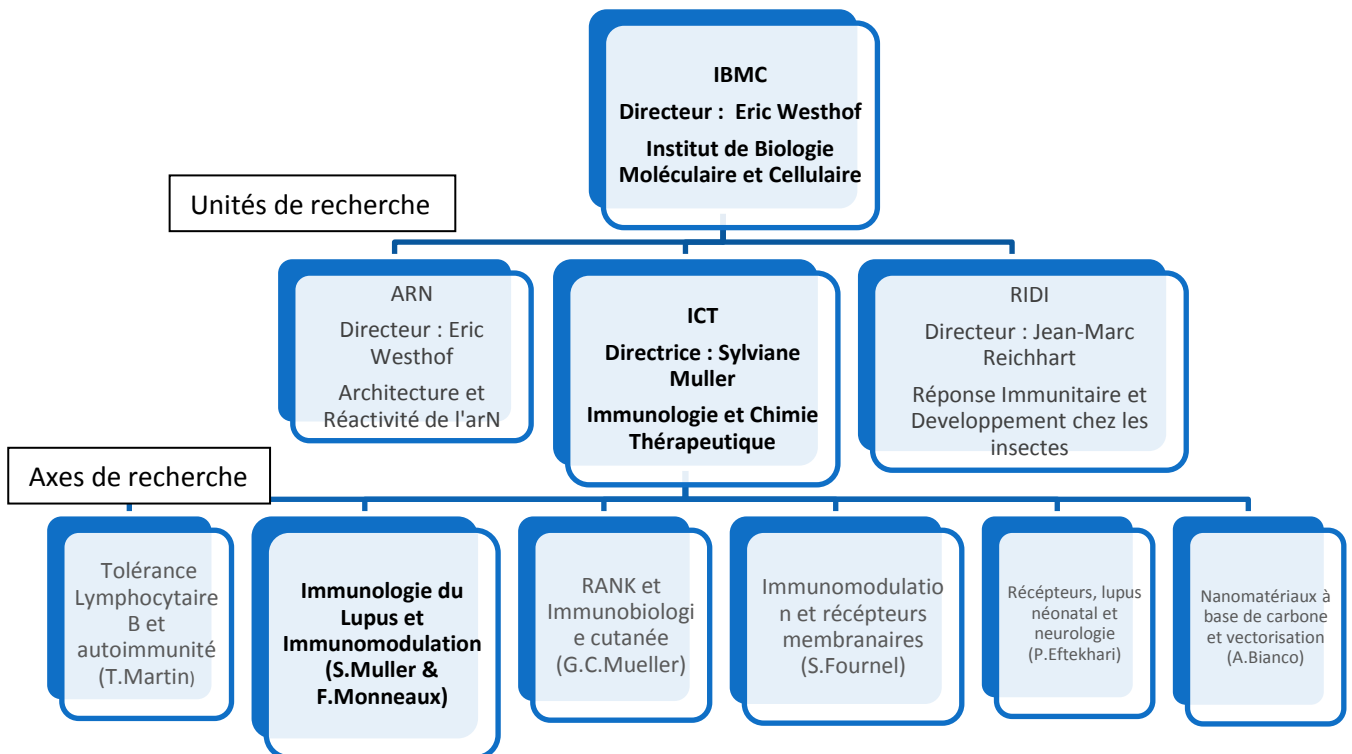 IBMC
Directeur : Eric Westhof
Institut de Biologie
Moléculaire et Cellulaire
Unités de recherche
ARN
Directeur : Eric
Westhof
Architecture et
Réactivité de l'arN
ICT
Directrice : Sylviane
Muller
Immunologie et Chimie
Thérapeutique
RIDI
Directeur : Jean-Marc
Reichhart
Réponse Immunitaire et
Developpement chez les
insectes
Axes de recherche
Tolérance
Lymphocytaire
B et
autoimmunité
(T.Martin)
Immunologie du
Lupus et
Immunomodulation
(S.Muller &
F.Monneaux)
RANK et
Immunobiologi
e cutanée
(G.C.Mueller)
Immunomodulatio
n et récépteurs
membranaires
(S.Fournel)
Récépteurs, lupus
néonatal et
neurologie
(P.Eftekhari)
Nanomatériaux à
base de carbone
et vectorisation
(A.Bianco)